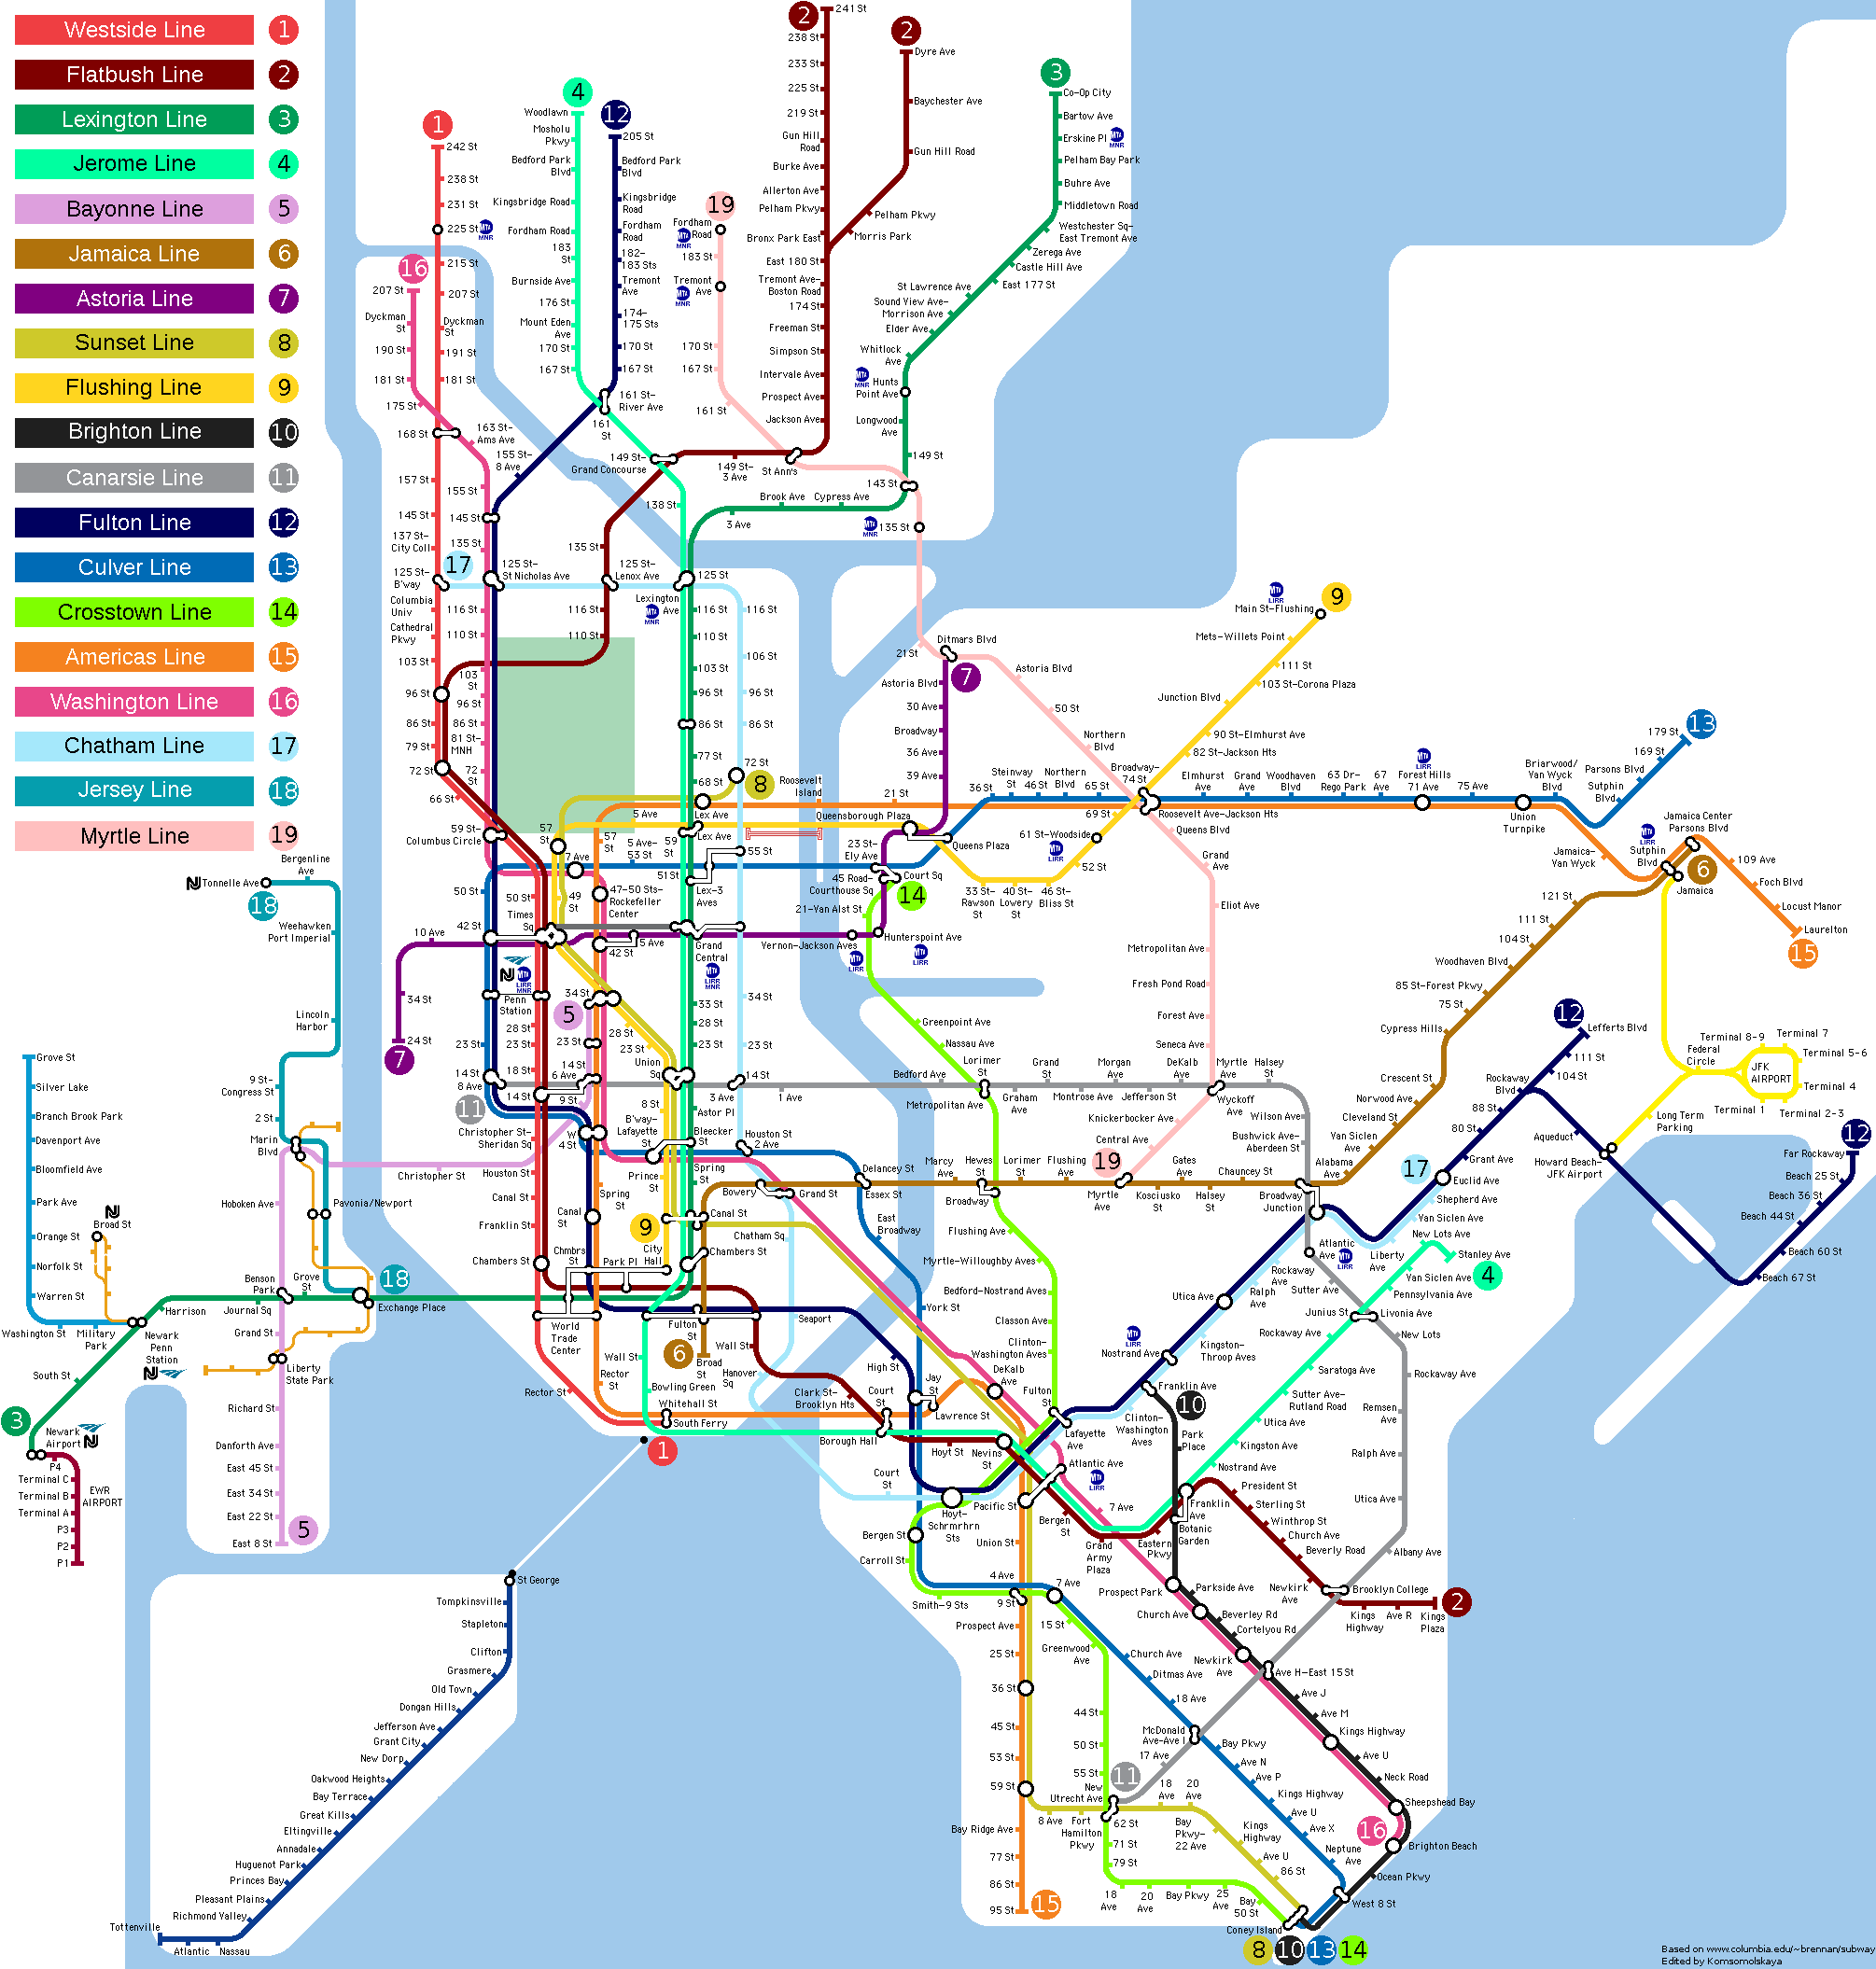 Westside Line 1
Flatbush Line 2
Lexington Line 3
Jerome Line 4
Bayonne Line 5
Jamaica Line 6
Astoria Line 7
Sunset Line 8
Flushing Line 9
Brighton Line 10
Canarsie Line 11
Fulton Line 12
Culver Line 13
Crosstown Line 14
Americas Line 15
Washington Line 16
Chatham Line 17
Jersey Line 18
Myrtle Line 19
1
242 St
238 St
231 St
225 St
MNR
215 St
207 St
Dyckman
St
191 St
181 St
168 St
157 St
145 St
137 St-
City Coll
125 St-
B'way
Columbia
Univ
Cathedral
Pkwy
103 St
96 St
86 St
79 St
72 St
66 St
59 St-
Columbus Circle
50 St
Times
Sq
Penn
Station
28 St
23 St
18 St
14 St
Christopher St-
Sheridan Sq
Houston St
Canal St
Franklin St
Chambers St
World
Trade
Center
Rector St
South Ferry
1
16
207 St
Dyckman
St
190 St
181 St
175 St
163 St-
Ams Ave
155 St
145 St
135 St
125 St-
St Nicholas Ave
116 St
110 St
103
St
96 St
86 St
81 St-
MNH
72
St
7 Ave
47-50 Sts-
Rockefeller
Center
42 St
34 St
14 St
6 Ave
9 St
W
4 St
4
Woodlawn
Mosholu
Pkwy
Bedford Park
Blvd
Kingsbridge Road
Fordham Road
183
St
Burnside Ave
176 St
Mount Eden
Ave
170 St
167 St
161
St
149 St-
Grand Concourse
138 St
125 St
12
205 St
Bedford Park
Blvd
Kingsbridge
Road
Fordham
Road
182-
183 Sts
Tremont
Ave
174-
175 Sts
170 St
167 St
161 St-
River Ave
155 St-
8 Ave
19
Fordham
Road
MNR
183 St
Tremont
Ave
MNR
170 St
167 St
161 St
St Ann's
143 St
135 St
MNR
21 St
Ditmars Blvd
Astoria Blvd
50 St
Northern
Blvd
Broadway-
74 St
Queens Blvd
Grand
Ave
Eliot Ave
Metropolitan Ave
Fresh Pond Road
Forest Ave
Seneca Ave
Myrtle
Ave
Wyckoff
Ave
Knickerbocker Ave
Central Ave
19
Myrtle
Ave
2
241 St
238 St
233 St
225 St
219 St
Gun Hill
Road
Burke Ave
Allerton Ave
Pelham Pkwy
Bronx Park East
East 180 St
Tremont Ave-
Boston Road
174 St
Freeman St
Simpson St
Intervale Ave
Prospect Ave
Jackson Ave
149 St-
3 Ave
2
Dyre Ave
Baychester Ave
Gun Hill Road
Pelham Pkwy
Morris Park
135 St
125 St-
Lenox Ave
116 St
110 St
3
Co-Op City
Bartow Ave
Erskine Pl
MNR
Pelham Bay Park
Buhre Ave
Middletown Road
Westchester Sq-
East Tremont Ave
Zerega Ave
Castle Hill Ave
East 177 St
St Lawrence Ave
Sound View Ave-
Morrison Ave
Elder Ave
Whitlock
Ave
MNR
Hunts
Point Ave
Longwood
Ave
149 St
Cypress Ave
Brook Ave
3 Ave
17
Lexington
Ave
MNR
116 St
110 St
103 St
96 St
86 St
77 St
68 St
Lex Ave
59
St
51 St
Lex-3
Aves
Grand
Central
LIRR
MNR
33 St
28 St
23 St
Union
Sq
Astor Pl
Bleecker
St
Spring
St
Canal St
Chambers St
116 St
106 St
96 St
86 St
72 St
8
55 St
34 St
23 St
14 St
Houston St
2 Ave
Grand St
Chatham Sq
Seaport
5 Ave
57
St
57
St
Lex Ave
5 Ave-
53 St
49
St
Roosevelt
Island
21 St
Queensborough Plaza
50 St
42 St
5 Ave
10 Ave
34 St
24 St
7
LIRR
MNR
5
28 St
23 St
23 St
14 St
8 Ave
11
3 Ave
1 Ave
8 St
B'way-
Lafayette
St
Prince
St
9
City
Hall
Spring
St
Canal
St
Chmbrs
St
Park Pl
Fulton
St
6
Broad
St
Wall St
Hanover
Sq
Wall St
Bowling Green
Rector
St
Whitehall St
Bowery
Delancey St
Essex St
East
Broadway
York St
High St
Jay
St
Lawrence St
Court
St
Clark St-
Brooklyn Hts
Borough Hall
Hoyt St
Nevins
St
DeKalb
Ave
Court
St
Hoyt-
Schrmrhrn
Sts
Astoria Blvd
30 Ave
Broadway
36 Ave
39 Ave
7
Queens Plaza
23 St-
Ely Ave
Court Sq
45 Road-
Courthouse Sq
14
21-Van Alst St
Hunterspoint Ave
LIRR
Vernon-Jackson Aves
LIRR
9
Main St-Flushing
LIRR
Mets-Willets Point
111 St
103 St-Corona Plaza
Junction Blvd
90 St-Elmhurst Ave
82 St-Jackson Hts
69 St
61 St-Woodside
LIRR
52 St
46 St-
Bliss St
40 St-
Lowery
St
33 St-
Rawson
St
36 St
Steinway
St
46 St
Northern
Blvd
65 St
Roosevelt Ave-Jackson Hts
Elmhurst
Ave
Grand
Ave
Woodhaven
Blvd
63 Dr-
Rego Park
67
Ave
LIRR
Forest Hills
71 Ave
75 Ave
Union
Turnpike
Briarwood/
Van Wyck
Blvd
Sutphin
Blvd
Parsons Blvd
169 St
179 St
13
Jamaica-
Van Wyck
LIRR
Sutphin
Blvd
Jamaica Center
Parsons Blvd
6
Jamaica
109 Ave
Foch Blvd
Locust Manor
Laurelton
15
121 St
111 St
104 St
Woodhaven Blvd
85 St-Forest Pkwy
75 St
Cypress Hills
Crescent St
Norwood Ave
Cleveland St
Van Siclen
Ave
Alabama
Ave
Broadway
Junction
Chauncey St
Halsey
St
Gates
Ave
Kosciusko
St
Flushing
Ave
Lorimer
St
Hewes
St
Broadway
Marcy
Ave
Greenpoint Ave
Nassau Ave
Lorimer
St
Metropolitan Ave
Bedford Ave
Graham
Ave
Grand
St
Montrose Ave
Morgan
Ave
Jefferson St
DeKalb
Ave
Halsey
St
Wilson Ave
Bushwick Ave-
Aberdeen St
Atlantic
Ave
LIRR
Sutter Ave
Livonia Ave
New Lots
Rockaway Ave
Remsen
Ave
Ralph Ave
Utica Ave
Albany Ave
Brooklyn College
Flushing Ave
Myrtle-Willoughby Aves
Bedford-Nostrand Aves
Classon Ave
Clinton-
Washington Aves
Fulton
St
Lafayette
Ave
Clinton-
Washington
Aves
Franklin Ave
10
LIRR
Nostrand Ave
Kingston-
Throop Aves
Utica Ave
Ralph
Ave
Rockaway
Ave
Liberty
Ave
Van Siclen Ave
Shepherd Ave
Euclid Ave
17
Grant Ave
80 St
88 St
Rockaway
Blvd
104 St
111 St
Lefferts Blvd
12
Aqueduct
Howard Beach-
JFK Airport
Long Term
Parking
Federal
Circle
Terminal 8-9
Terminal 7
Terminal 5-6
Terminal 4
Terminal 2-3
Terminal 1
JFK
AIRPORT
12
Far Rockaway
Beach 25 St
Beach 36 St
Beach 44 St
Beach 60 St
Beach 67 St
New Lots Ave
Stanley Ave
4
Van Siclen Ave
Pennsylvania Ave
Junius St
Rockaway Ave
Saratoga Ave
Sutter Ave-
Rutland Road
Utica Ave
Kingston Ave
Nostrand Ave
Franklin
Ave
President St
Sterling St
Winthrop St
Church Ave
Beverly Road
Newkirk
Ave
Kings
Highway
Ave R
Kings
Plaza
2
Park
Place
Botanic
Garden
Eastern
Pkwy
Grand
Army
Plaza
Bergen
St
Atlantic Ave
LIRR
Pacific St
7 Ave
Prospect Park
Parkside Ave
Church Ave
Beverley Rd
Cortelyou Rd
Newkirk
Ave
Ave H-East 15 St
Ave J
Ave M
Kings Highway
Ave U
Neck Road
Sheepshead Bay
16
Brighton Beach
Ocean Pkwy
West 8 St
Coney Island
8 10 13 14
Bergen St
Carroll St
Smith-9 Sts
4 Ave
9 St
7 Ave
15 St
Greenwood
Ave
44 St
50 St
55 St
New
Utrecht Ave
62 St
71 St
79 St
18
Ave
20
Ave
Bay Pkwy
25
Ave
Bay
50 St
Church Ave
Ditmas Ave
18 Ave
McDonald
Ave-Ave I
17 Ave
11
Bay Pkwy
Ave N
Ave P
Kings Highway
Ave U
Ave X
Neptune
Ave
Union St
Prospect Ave
25 St
36 St
45 St
53 St
59 St
Bay Ridge Ave
77 St
86 St
95 St
15
8 Ave
Fort
Hamilton
Pkwy
18
Ave
20
Ave
Bay
Pkwy-
22 Ave
Kings
Highway
Ave U
86 St
Bergenline
Ave
Tonnelle Ave
18
Weehawken
Port Imperial
Lincoln
Harbor
9 St-
Congress St
2 St
Marin
Blvd
Hoboken Ave
Christopher St
Pavonia/Newport
Benson
Park
Grove
St
18
Exchange Place
Journal Sq
Grand St
Liberty
State Park
Richard St
Danforth Ave
East 45 St
East 34 St
East 22 St
East 8 St
5
Grove St
Silver Lake
Branch Brook Park
Davenport Ave
Bloomfield Ave
Park Ave
Orange St
Norfolk St
Warren St
Washington St
Military
Park
Broad St
Newark
Penn
Station
Harrison
South St
3
Newark
Airport
P4
Terminal C
Terminal B
Terminal A
P3
P2
P1
EWR
AIRPORT
St George
Tompkinsville
Stapleton
Clifton
Grasmere
Old Town
Dongan Hills
Jefferson Ave
Grant City
New Dorp
Oakwood Heights
Bay Terrace
Great Kills
Eltingville
Annadale
Huguenot Park
Princes Bay
Pleasant Plains
Richmond Valley
Nassau
Atlantic
Tottenville
Based on www.columbia.edu/~brennan/subway
Edited by Komsomolskaya